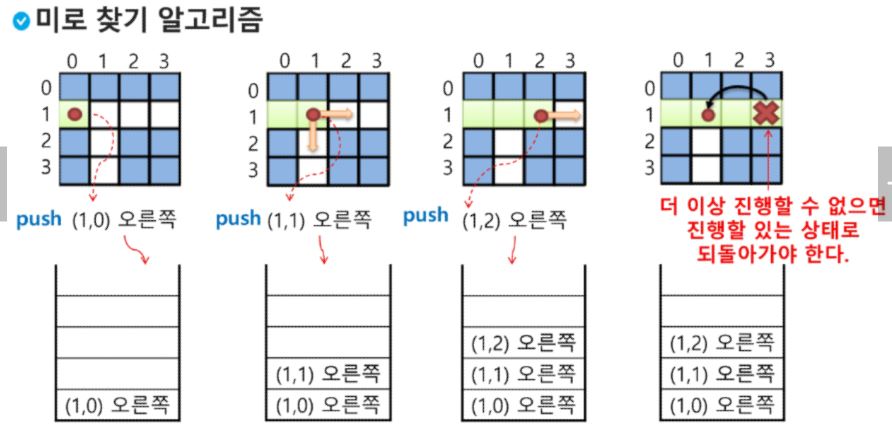 미로 찾기 알고리즘
0 1 2 3
0
1
2
3
push (1,0) 오른쪽
(1,0) 오른쪽
0 1 2 3
0
1
2
3
push (1,1) 오른쪽
(1,1) 오른쪽
(1,0) 오른쪽
0 1 2 3
0
1
2
3
push (1,2) 오른쪽
(1,2) 오른쪽
(1,1) 오른쪽
(1,0) 오른쪽
0 1 2 3
0
1
2
3
더 이상 진행할 수 없으면
진행할 있는 상태로
되돌아가야 한다.
(1,2) 오른쪽
(1,1) 오른쪽
(1,0) 오른쪽